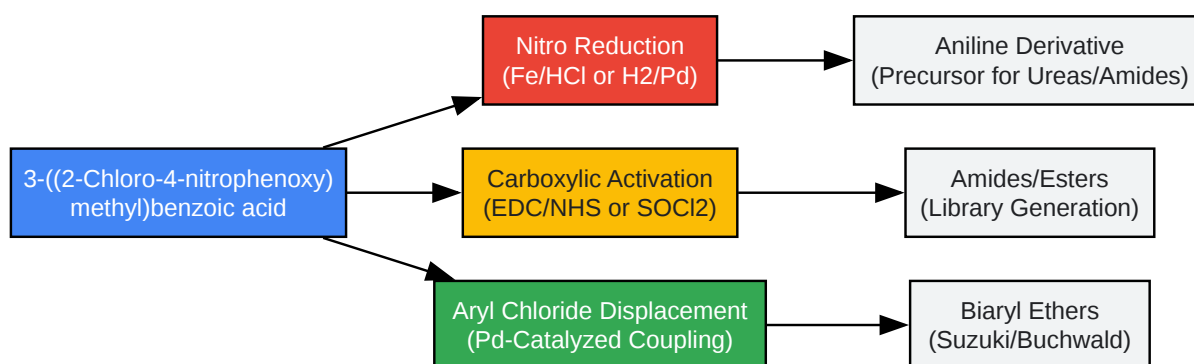 Nitro Reduction
(Fe/HCl or H2/Pd)
Aniline Derivative
(Precursor for Ureas/Amides)
3-((2-Chloro-4-nitrophenoxy)
methyl)benzoic acid
Carboxylic Activation
(EDC/NHS or SOCl2)
Amides/Esters
(Library Generation)
Aryl Chloride Displacement
(Pd-Catalyzed Coupling)
Biaryl Ethers
(Suzuki/Buchwald)